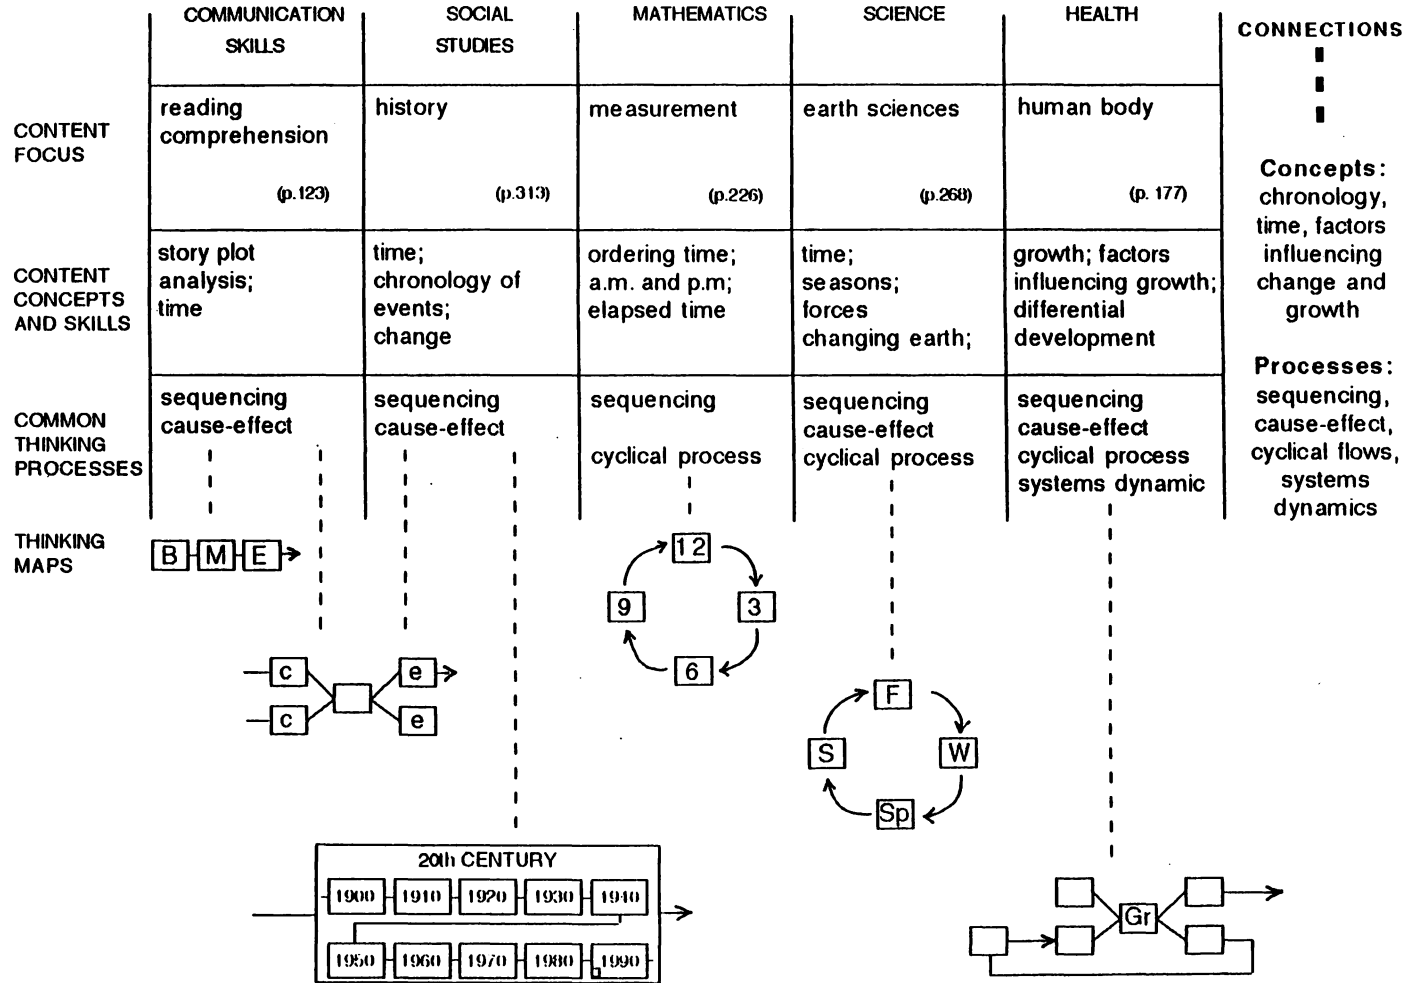 COMMUNICATION SKILLS
SOCIAL STUDIES
MATHEMATICS
SCIENCE
HEALTH
CONNECTIONS
CONTENT
FOCUS
reading
comprehension
(p.123)
history
(p.313)
measurement
(p.226)
earth sciences
(p.268)
human body
(p. 177)
CONTENT
CONCEPTS
AND SKILLS
story plot
analysis;
time
time;
chronology of
events;
change
ordering time;
a.m. and p.m;
elapsed time
time;
seasons;
forces
changing earth;
growth; factors
influencing growth;
differential
development
Concepts:
chronology,
time, factors
influencing
change and
growth
COMMON
THINKING
PROCESSES
sequencing
cause-effect
sequencing
cause-effect
sequencing
cyclical process
sequencing
cause-effect
cyclical process
sequencing
cause-effect
cyclical process
systems dynamic
Processes:
sequencing,
cause-effect,
cyclical flows,
systems
dynamics
THINKING
MAPS
B M E
c e
c e
12
9 3
6
F
S W
Sp
20th CENTURY
1900 1910 1920 1930 1940
1950 1960 1970 1980 1990
Gr